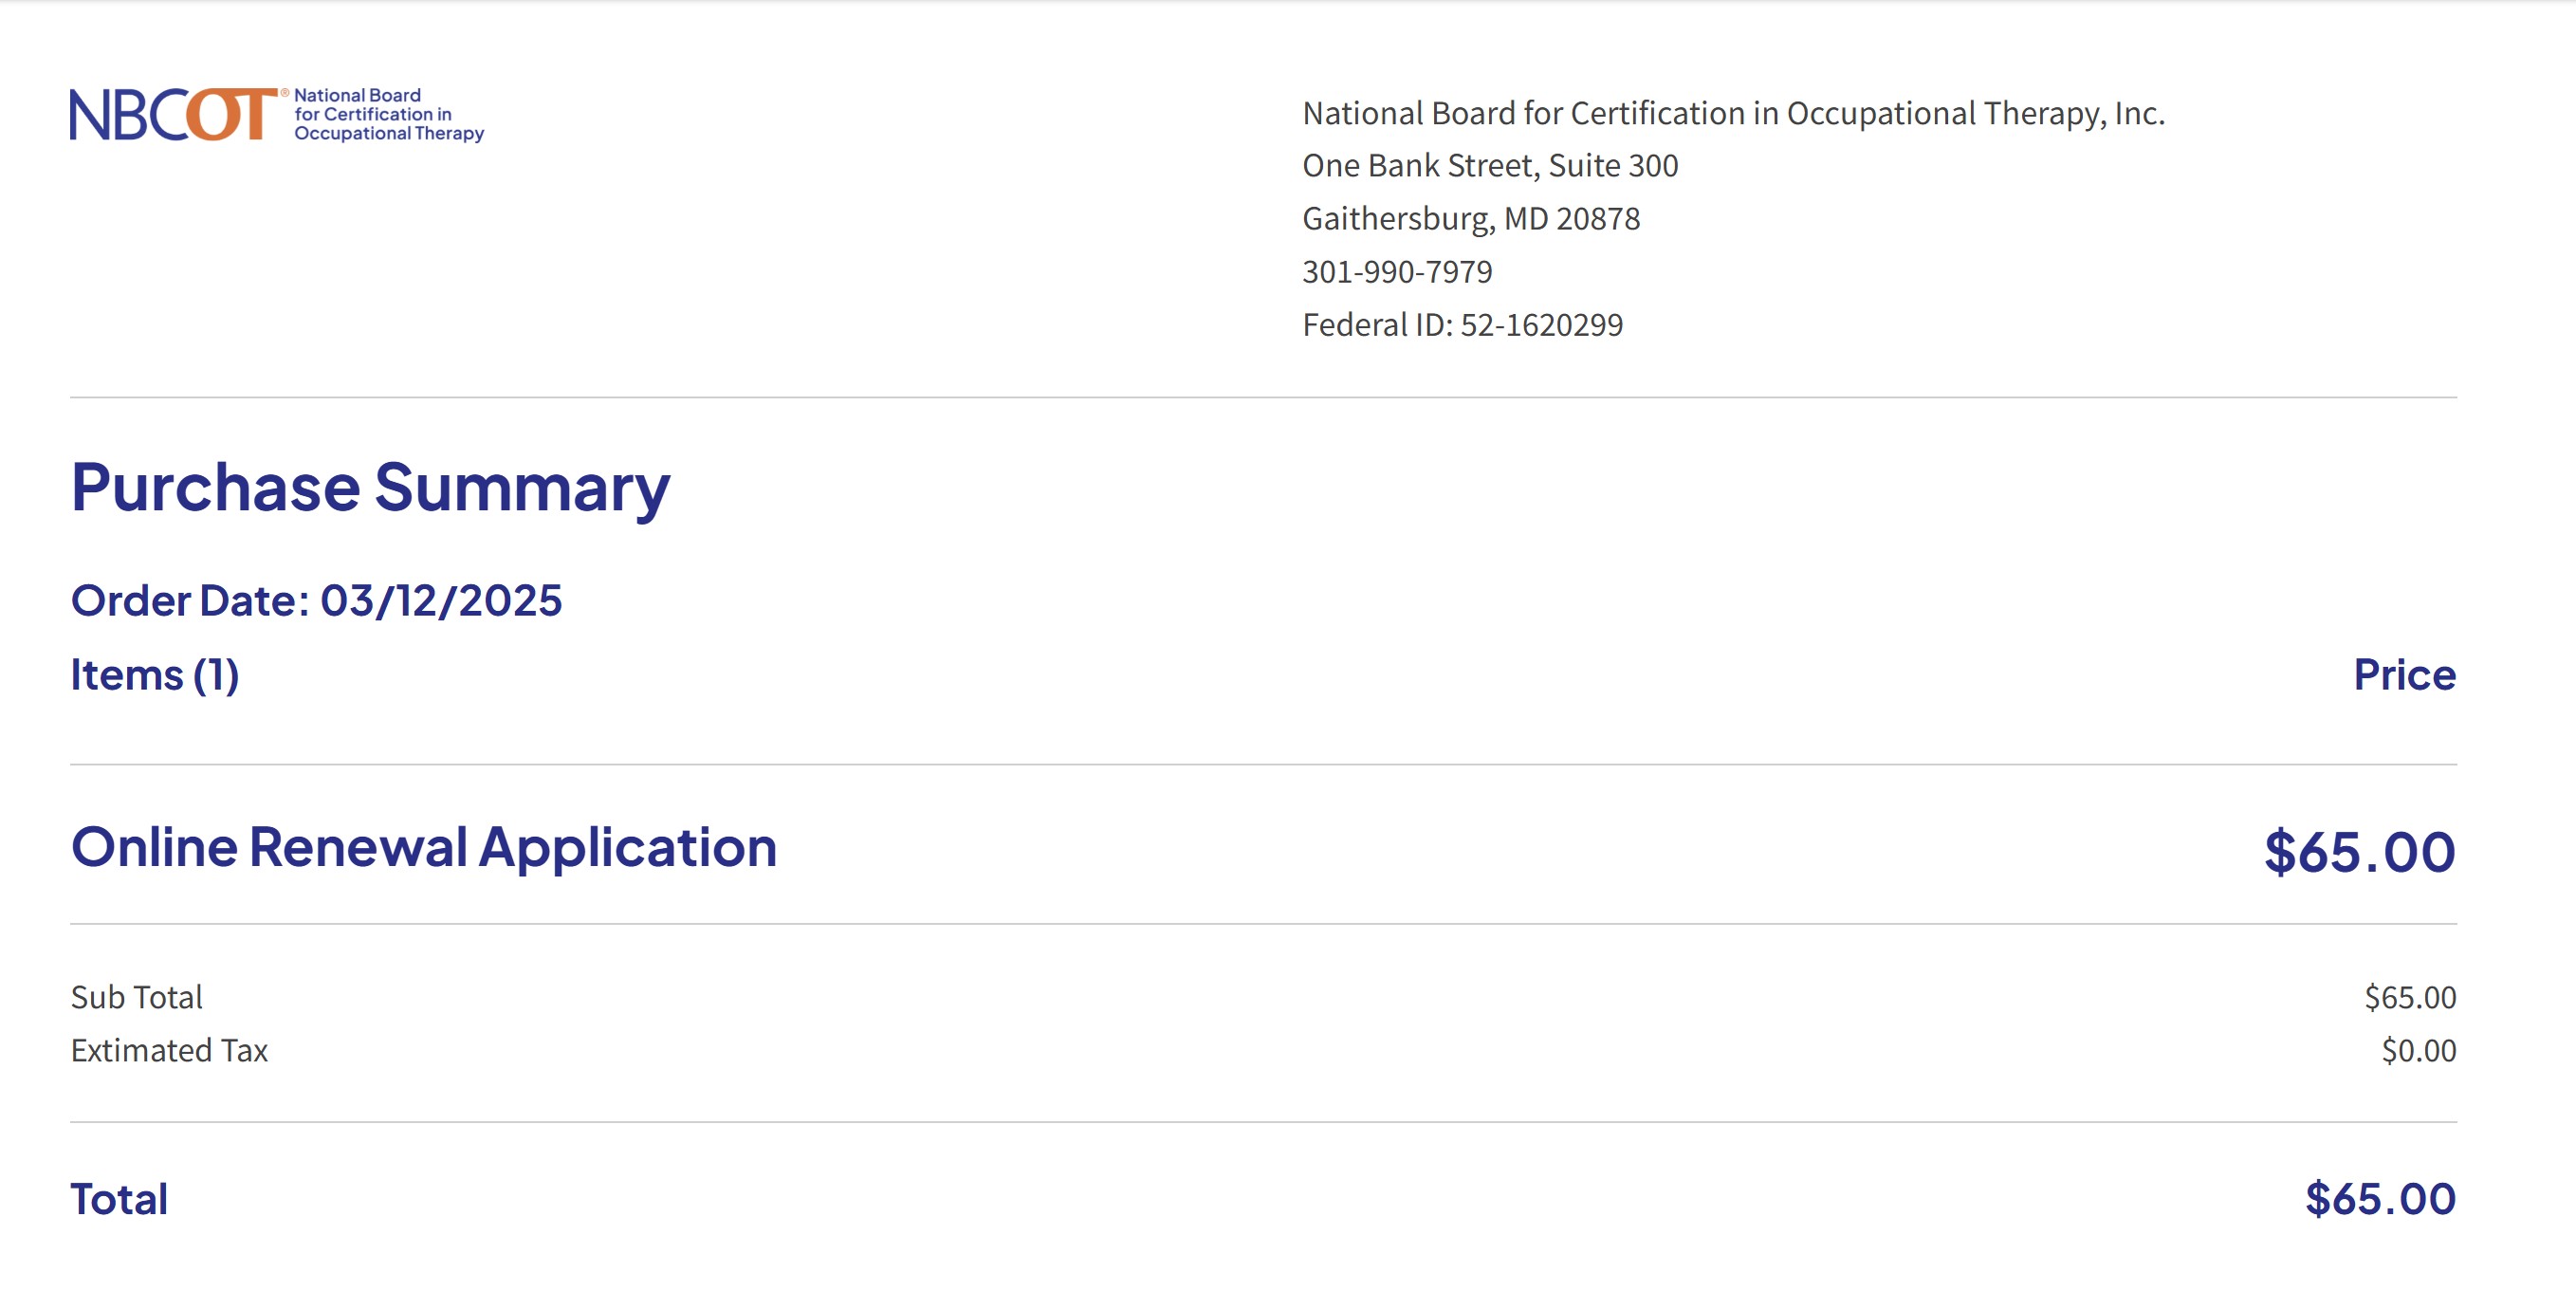 NBCOT® National Board
for Certification in
Occupational Therapy
National Board for Certification in Occupational Therapy, Inc.
One Bank Street, Suite 300
Gaithersburg, MD 20878
301-990-7979
Federal ID: 52-1620299
Purchase Summary
Order Date: 03/12/2025
Items (1) Price
Online Renewal Application $65.00
Sub Total $65.00
Extimated Tax $0.00
Total $65.00